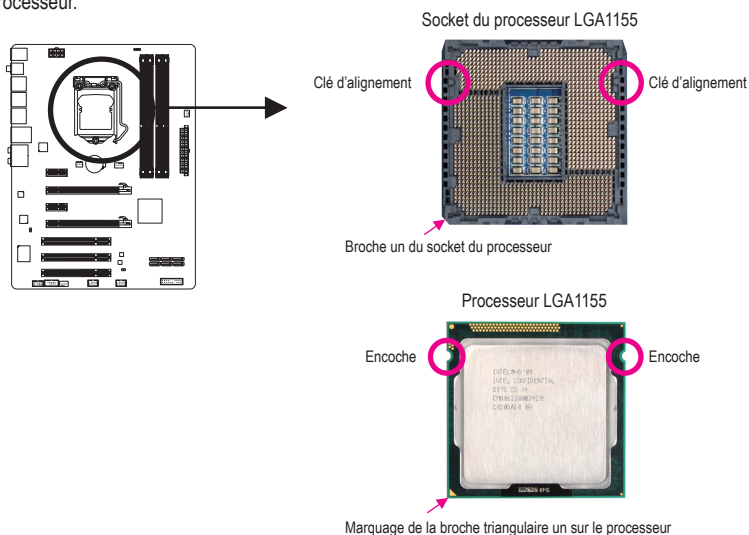 processeur.
Socket du processeur LGA1155
Clé d'alignement
Clé d'alignement
Broche un du socket du processeur
Processeur LGA1155
Encoche
Encoche
INTEL CONFIDENTIAL
Marquage de la broche triangulaire un sur le processeur